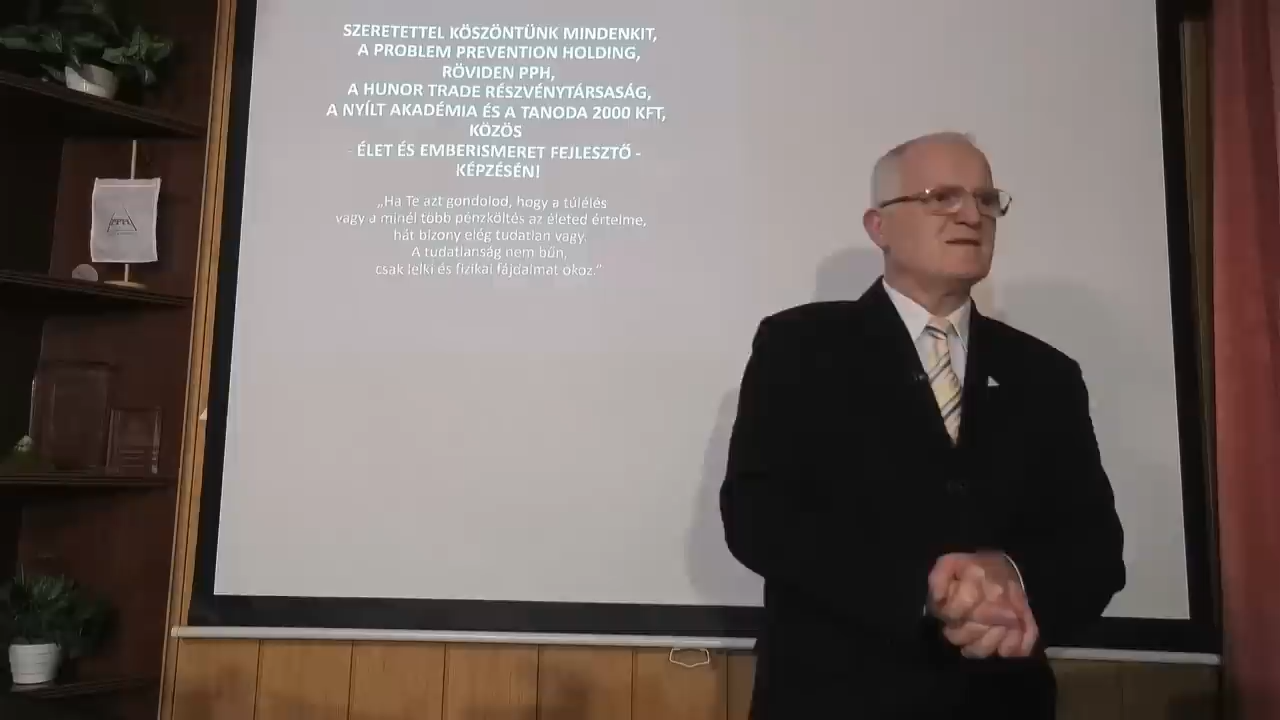 SZERETETTEL KÖSZÖNTÜNK MINDENKIT,
A PROBLEM PREVENTION HOLDING,
RÖVIDEN PPH,
A HUNOR TRADE RÉSZVÉNYTÁRSASÁG,
A NYÍLT AKADÉMIA ÉS A TANODA 2000 KFT,
KÖZÖS
- ÉLET ÉS EMBERISMERET FEJLESZTŐ -
KÉPZÉSÉN!
„Ha Te azt gondolod, hogy a túlélés
vagy a minél több pénzköltés az életed értelme,
hát bizony elég tudatlan vagy.
A tudatlanság nem bűn,
csak lelki és fizikai fájdalmat okoz.”